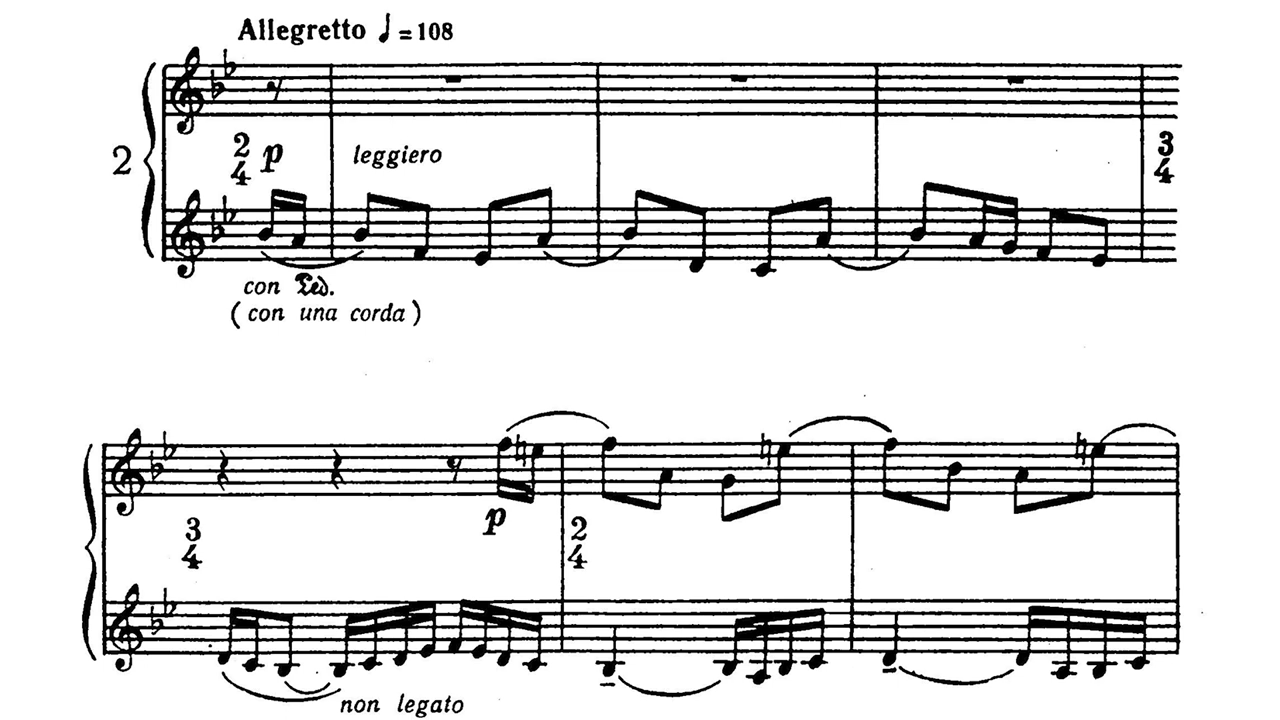 Allegretto ♩=108
2
2
4
p
leggiero
3
4
con Ped.
(con una corda)
p
3
4
2
4
non legato